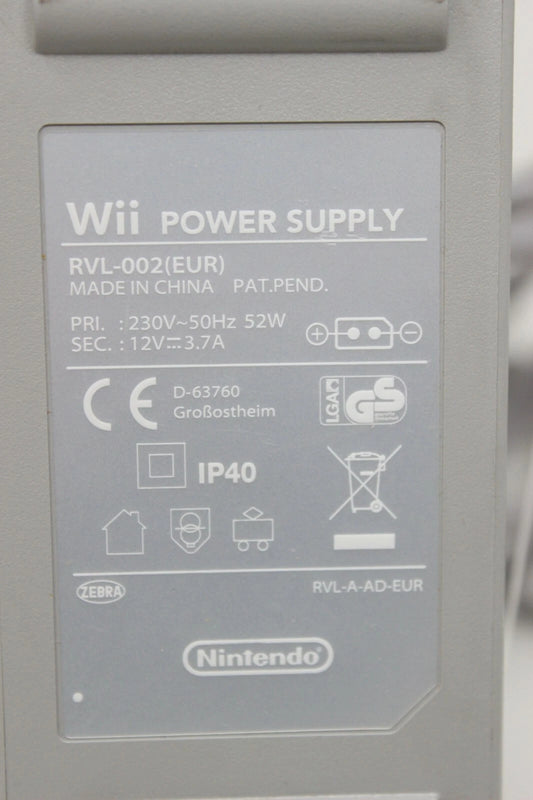 Wii POWER SUPPLY
RVL-002(EUR)
MADE IN CHINA PAT.PEND.
PRI. : 230V~50Hz 52W
SEC. : 12V⎓3.7A
CE D-63760
Großostheim
LGA GS
IP40
ZEBRA
RVL-A-AD-EUR
Nintendo